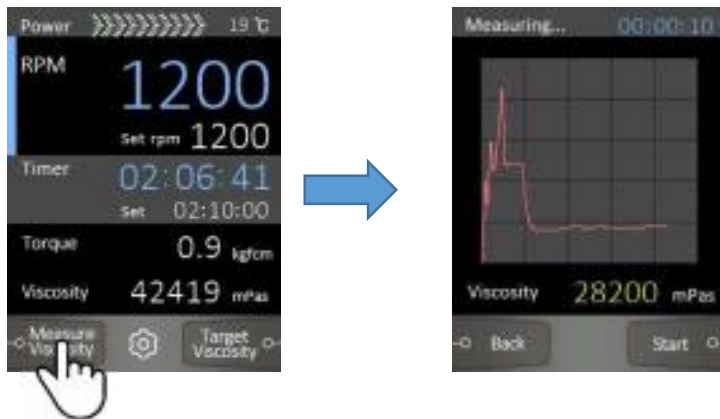 Power 19 ℃
RPM
1200
Set rpm 1200
Timer
02:06:41
Set 02:10:00
Torque 0.9 kgfcm
Viscosity 42419 mPas
Measure
Viscosity
Target
Viscosity
Measuring... 00:00:10
Viscosity 28200 mPas
Back Start